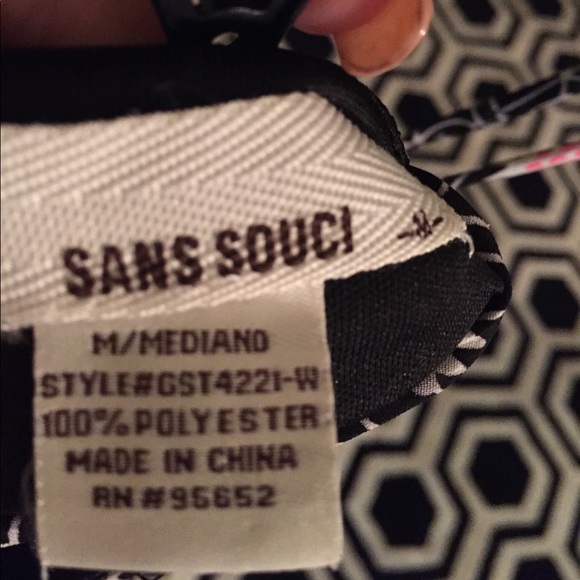 SANS SOUCI
M/MEDIANO
STYLE#GST4221-W
100%POLYESTER
MADE IN CHINA
RN #95652